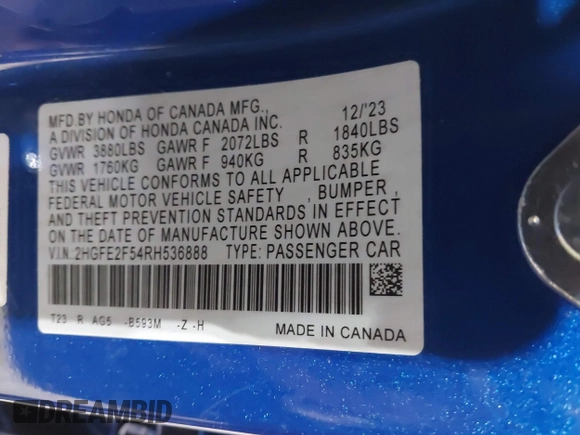 MFD.BY HONDA OF CANADA MFG.,
A DIVISION OF HONDA CANADA INC. 12/'23
GVWR 3880LBS GAWR F 2072LBS R 1840LBS
GVWR 1760KG GAWR F 940KG R 835KG
THIS VEHICLE CONFORMS TO ALL APPLICABLE
FEDERAL MOTOR VEHICLE SAFETY , BUMPER ,
AND THEFT PREVENTION STANDARDS IN EFFECT
ON THE DATE OF MANUFACTURE SHOWN ABOVE.
V.I.N. 2HGFE2F54RH536888 TYPE: PASSENGER CAR
T23 R AG5 -B593M -Z -H
MADE IN CANADA
DREAMBID